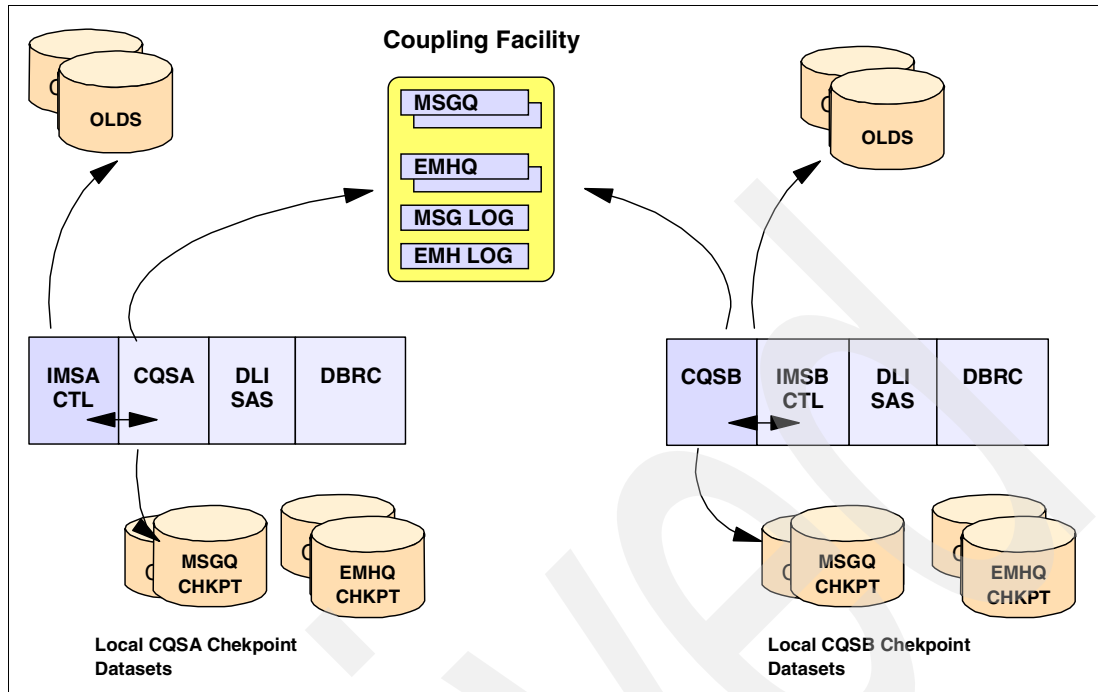 Coupling Facility
OLDS
MSGQ
EMHQ
MSG LOG
EMH LOG
OLDS
IMSA
CTL
CQSA
DLI
SAS
DBRC
CQSB
IMSB
CTL
DLI
SAS
DBRC
MSGQ
CHKPT
EMHQ
CHKPT
MSGQ
CHKPT
EMHQ
CHKPT
Local CQSA Chekpoint
Datasets
Local CQSB Chekpoint
Datasets